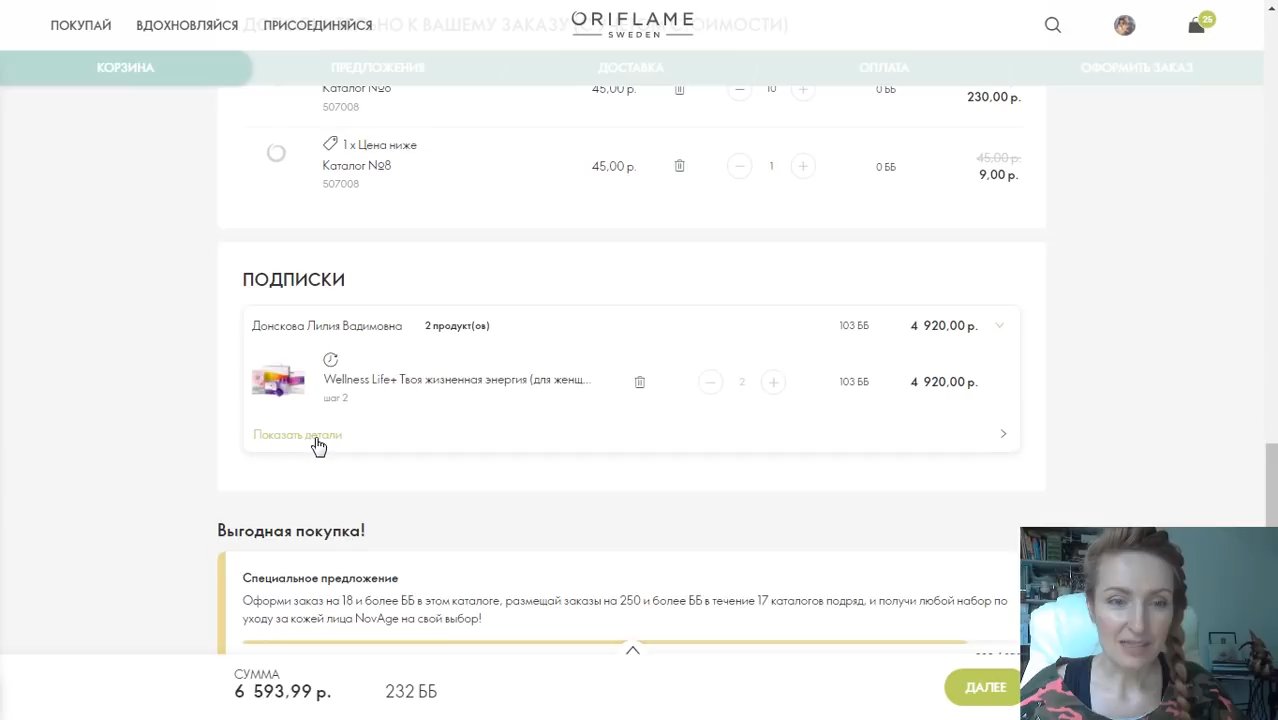 ПОКУПАЙ ВДОХНОВЛЯЙСЯ ПРИСОЕДИНЯЙСЯ
ORIFLAME
SWEDEN
25
КОРЗИНА ПРЕДЛОЖЕНИЯ ДОСТАВКА ОПЛАТА ОФОРМИТЬ ЗАКАЗ
Каталог №8 45,00 р. 10 0 ББ
230,00 р.
507008
1 x Цена ниже
Каталог №8 45,00 р. 1 0 ББ 45,00 р.
9,00 р.
507008
ПОДПИСКИ
Донскова Лилия Вадимовна 2 продукт(ов) 103 ББ 4 920,00 р.
Wellness Life+ Твоя жизненная энергия (для женщ... 2 103 ББ 4 920,00 р.
шаг 2
Показать детали
Выгодная покупка!
Специальное предложение
Оформи заказ на 18 и более ББ в этом каталоге, размещай заказы на 250 и более ББ в течение 17 каталогов подряд, и получи любой набор по
уходу за кожей лица NovAge на свой выбор!
СУММА
6 593,99 р. 232 ББ ДАЛЕЕ